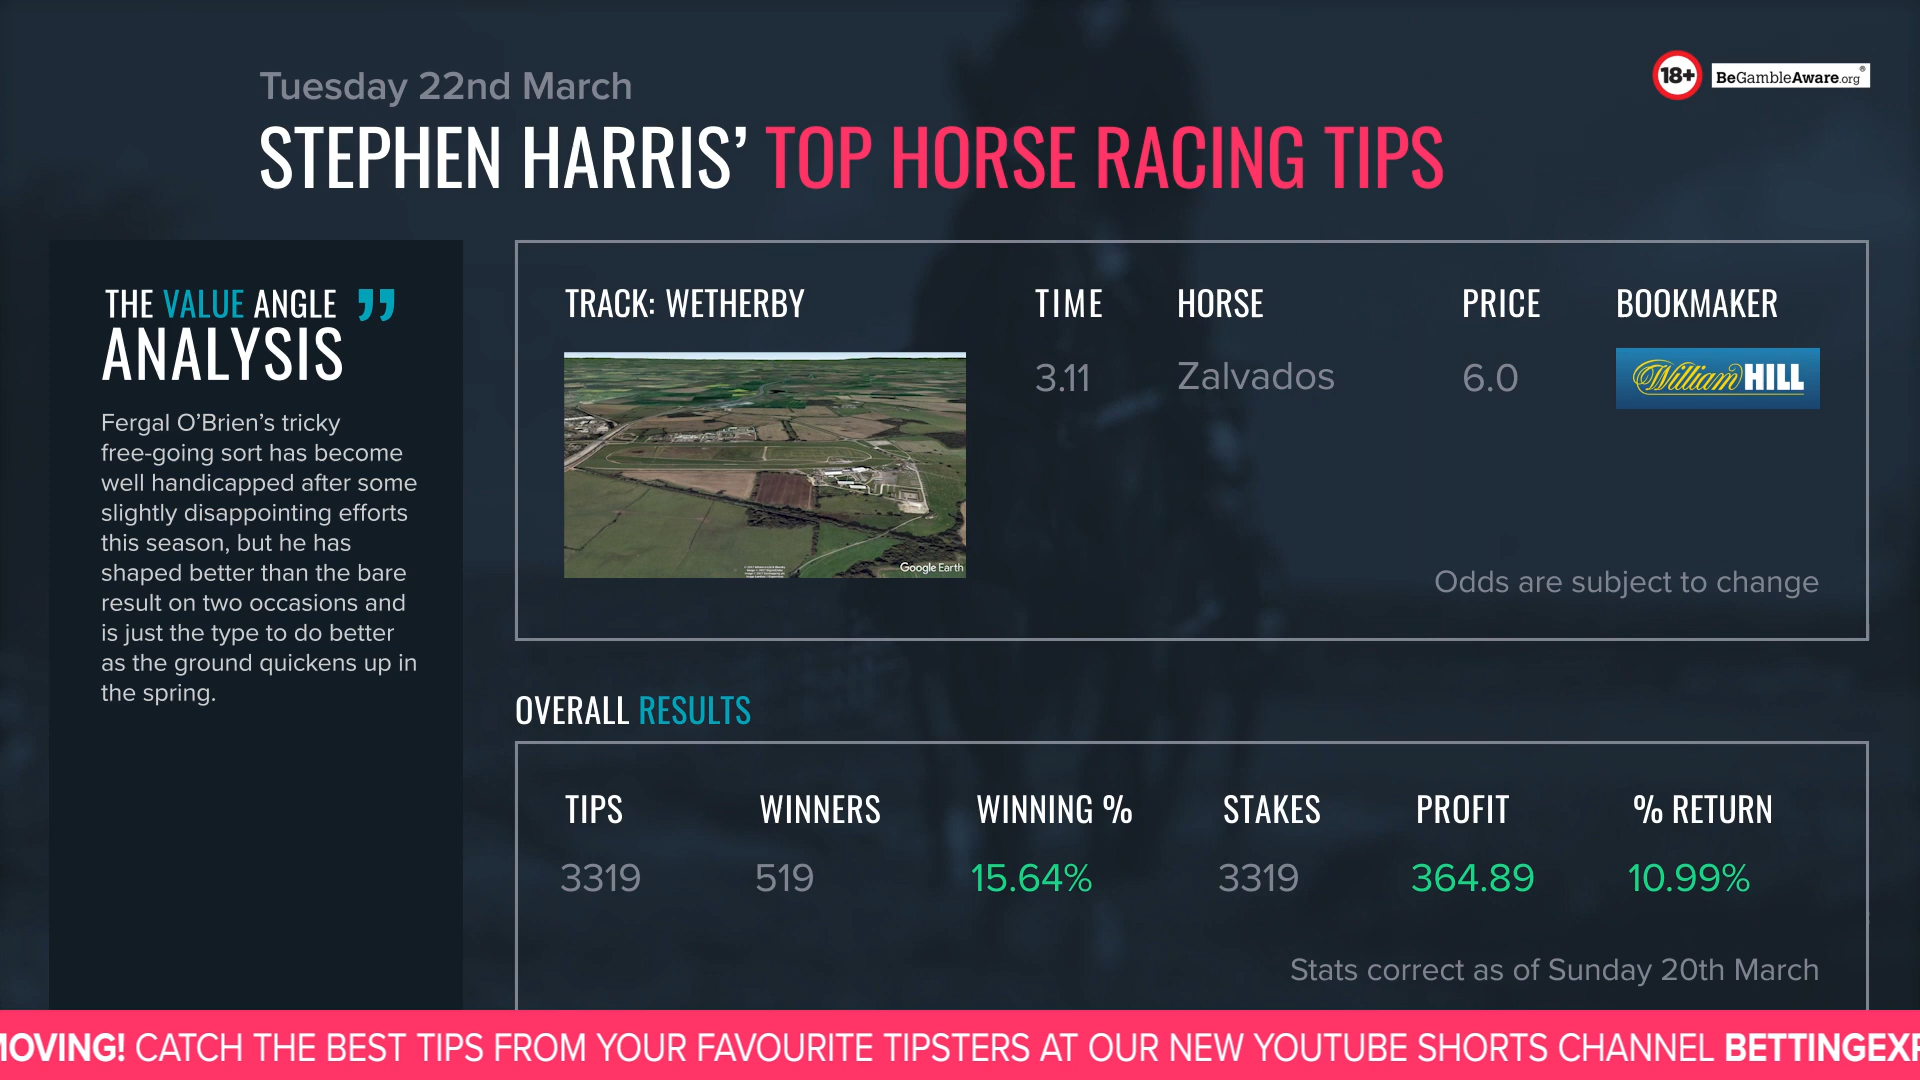 Tuesday 22nd March
STEPHEN HARRIS’ TOP HORSE RACING TIPS
18+
BeGambleAware.org®
THE VALUE ANGLE ”
ANALYSIS
Fergal O’Brien’s tricky
free-going sort has become
well handicapped after some
slightly disappointing efforts
this season, but he has
shaped better than the bare
result on two occasions and
is just the type to do better
as the ground quickens up in
the spring.
TRACK: WETHERBY
TIME HORSE PRICE BOOKMAKER
3.11 Zalvados 6.0 William HILL
Google Earth
Odds are subject to change
OVERALL RESULTS
TIPS WINNERS WINNING % STAKES PROFIT % RETURN
3319 519 15.64% 3319 364.89 10.99%
Stats correct as of Sunday 20th March
MOVING! CATCH THE BEST TIPS FROM YOUR FAVOURITE TIPSTERS AT OUR NEW YOUTUBE SHORTS CHANNEL BETTINGEXP